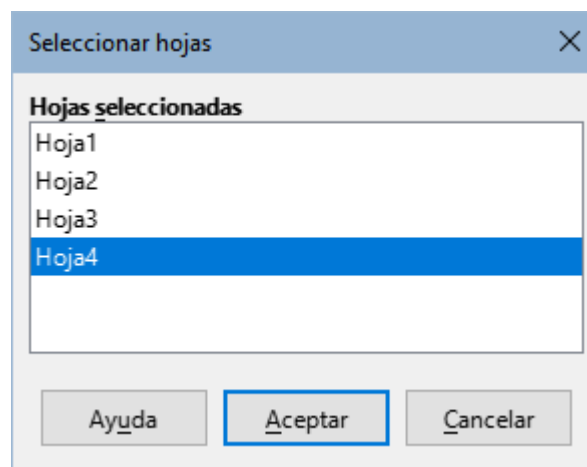 Seleccionar hojas
Hojas seleccionadas
Hoja1
Hoja2
Hoja3
Hoja4
Ayuda Aceptar Cancelar